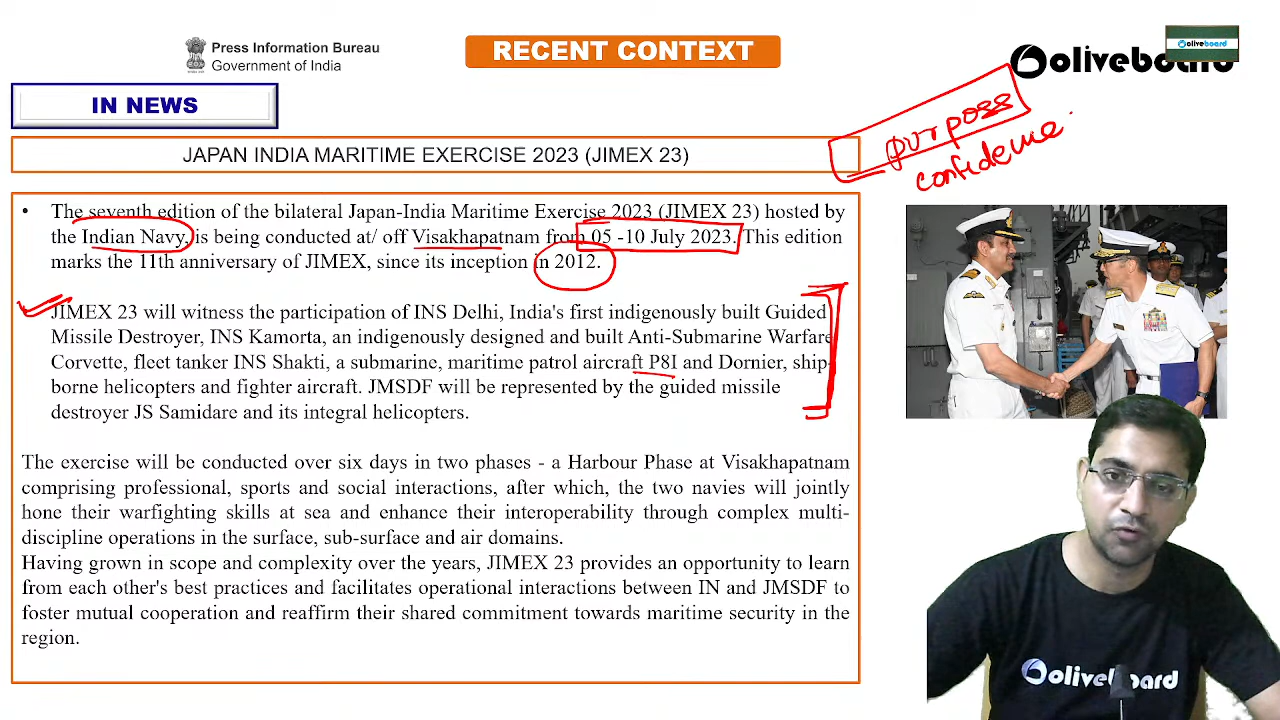 Press Information Bureau
Government of India
RECENT CONTEXT
oliveboard
oliveboard
IN NEWS
JAPAN INDIA MARITIME EXERCISE 2023 (JIMEX 23)
purposs
confidence
• The seventh edition of the bilateral Japan-India Maritime Exercise 2023 (JIMEX 23) hosted by
the Indian Navy, is being conducted at/ off Visakhapatnam from 05 -10 July 2023. This edition
marks the 11th anniversary of JIMEX, since its inception in 2012.
JIMEX 23 will witness the participation of INS Delhi, India's first indigenously built Guided
Missile Destroyer, INS Kamorta, an indigenously designed and built Anti-Submarine Warfare
Corvette, fleet tanker INS Shakti, a submarine, maritime patrol aircraft P8I and Dornier, ship-
borne helicopters and fighter aircraft. JMSDF will be represented by the guided missile
destroyer JS Samidare and its integral helicopters.
The exercise will be conducted over six days in two phases - a Harbour Phase at Visakhapatnam
comprising professional, sports and social interactions, after which, the two navies will jointly
hone their warfighting skills at sea and enhance their interoperability through complex multi-
discipline operations in the surface, sub-surface and air domains.
Having grown in scope and complexity over the years, JIMEX 23 provides an opportunity to learn
from each other's best practices and facilitates operational interactions between IN and JMSDF to
foster mutual cooperation and reaffirm their shared commitment towards maritime security in the
region.
oliveboard